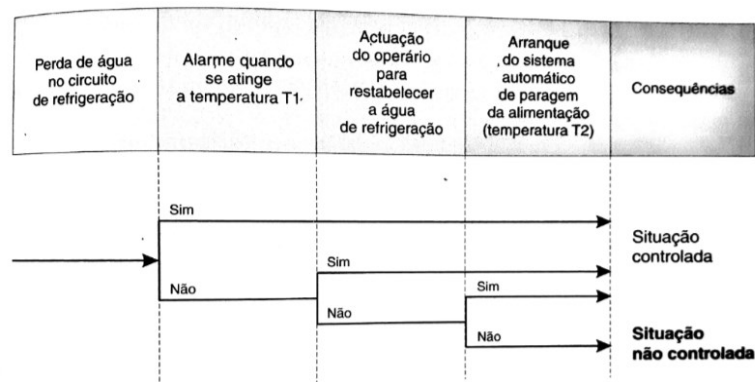 Perda de água
no circuito
de refrigeração
Alarme quando
se atinge
a temperatura T1
Actuação
do operário
para
restabelecer
a água
de refrigeração
Arranque
do sistema
automático
de paragem
da alimentação
(temperatura T2)
Consequências
Sim
Situação
controlada
Sim
Não
Sim
Não
Não
Situação
não controlada